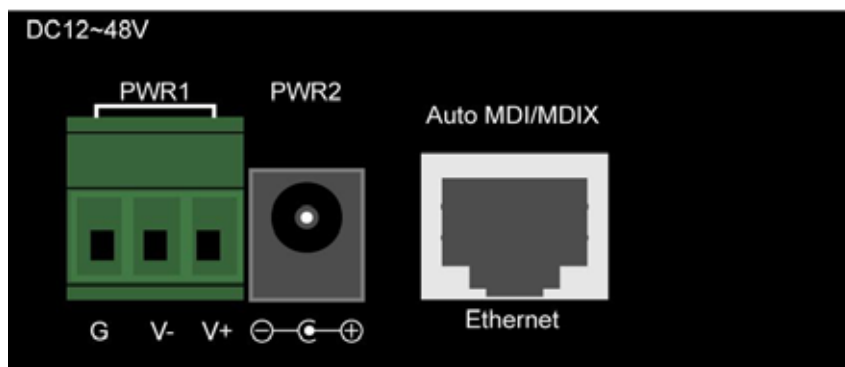 DC12~48V
PWR1 PWR2
Auto MDI/MDIX
G V- V+
Ethernet